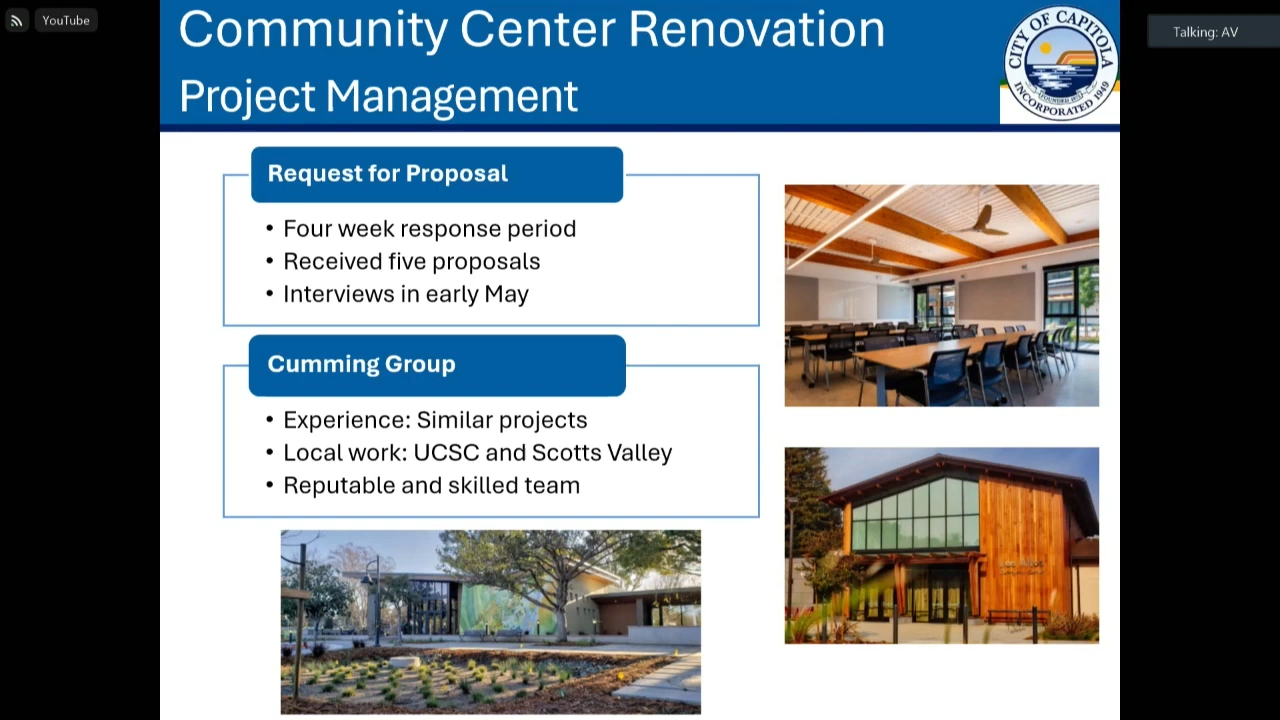 YouTube
Talking: AV
Community Center Renovation
Project Management
CITY OF CAPITOLA
INCORPORATED 1949
Request for Proposal
• Four week response period
• Received five proposals
• Interviews in early May
Cumming Group
• Experience: Similar projects
• Local work: UCSC and Scotts Valley
• Reputable and skilled team